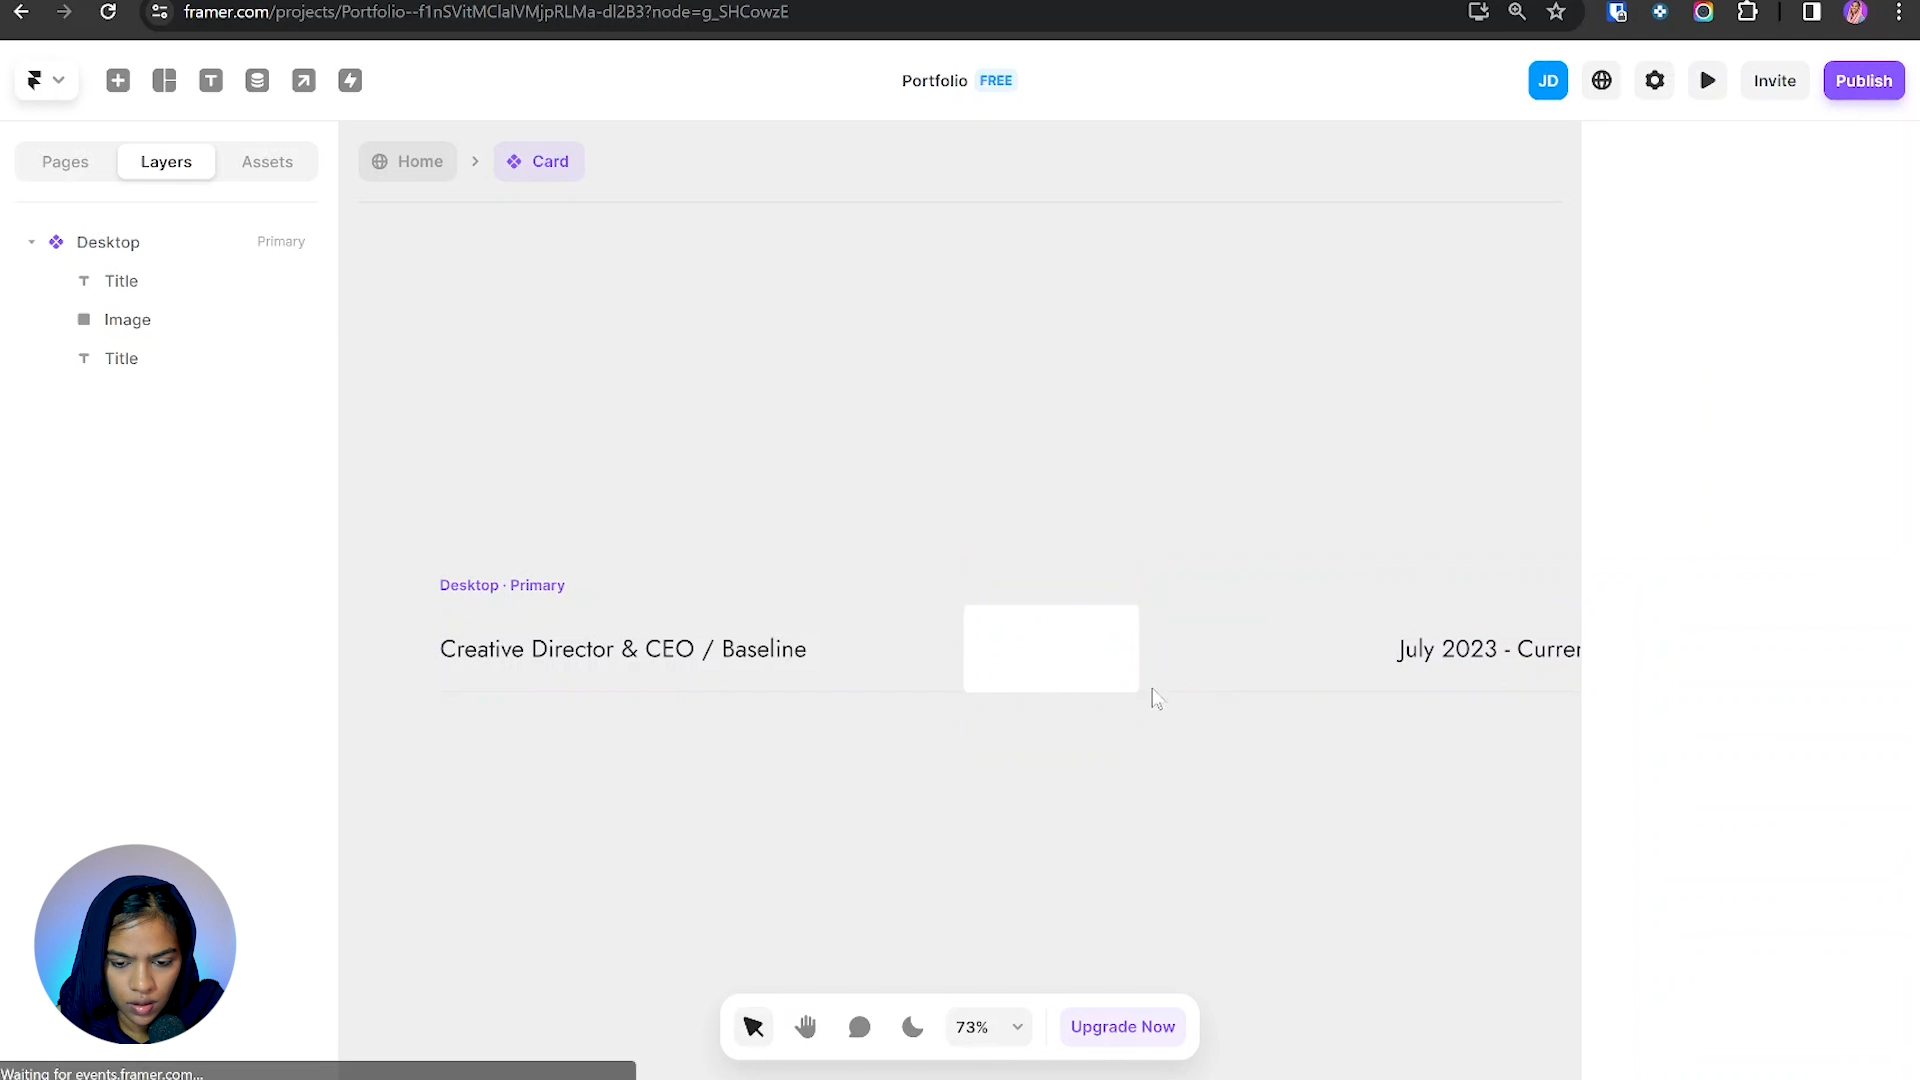 framer.com/projects/Portfolio--f1nSVitMClalVMjpRLMa-dl2B3?node=g_SHCowzE
Portfolio FREE
JD
Invite
Publish
Pages Layers Assets
Home > Card
Desktop Primary
Title
Image
Title
Desktop · Primary
Creative Director & CEO / Baseline
July 2023 - Curren
73%
Upgrade Now
Waiting for events.framer.com...